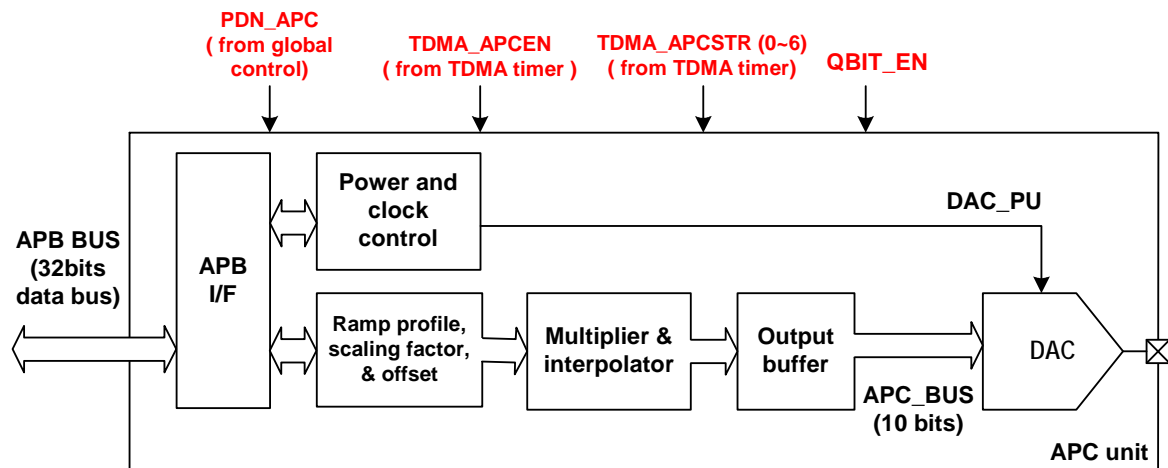 PDN_APC
( from global
control)
TDMA_APCEN
( from TDMA timer )
TDMA_APCSTR (0~6)
( from TDMA timer)
QBIT_EN
Power and
clock
control
DAC_PU
APB BUS
(32bits
data bus)
APB
I/F
Ramp profile,
scaling factor,
& offset
Multiplier &
interpolator
Output
buffer
DAC
APC_BUS
(10 bits)
APC unit